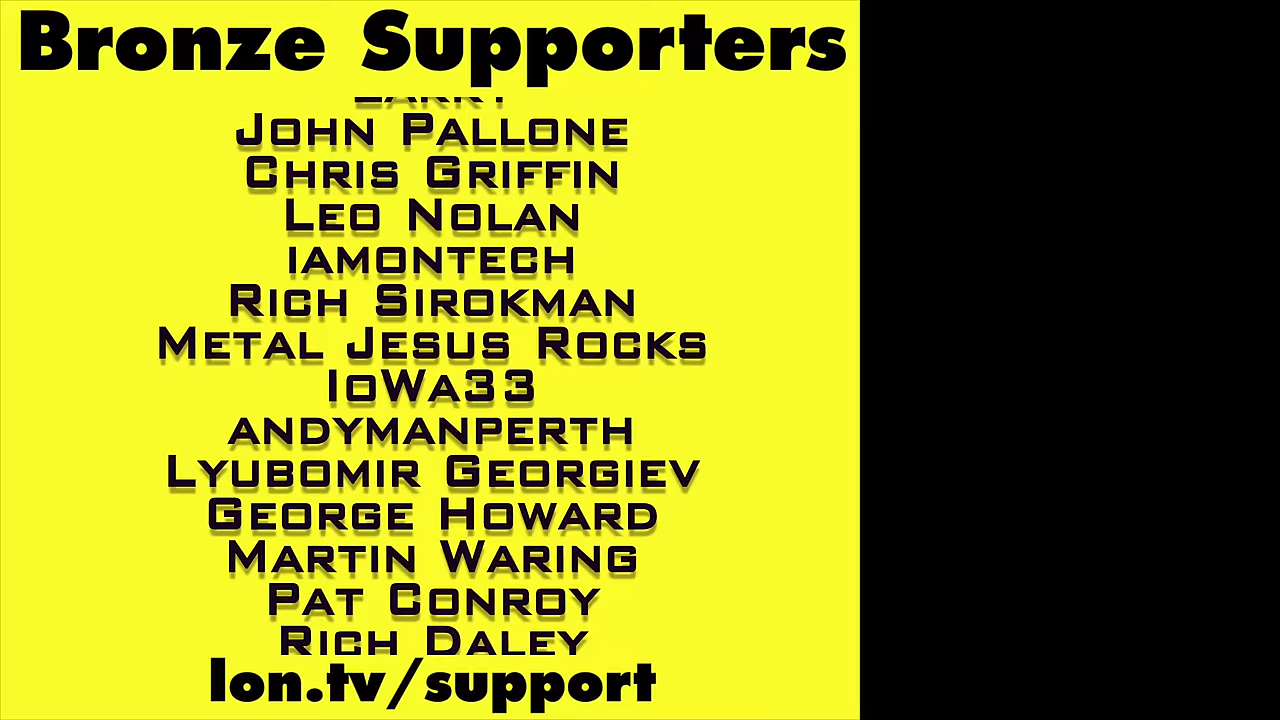 Bronze Supporters
John Pallone
Chris Griffin
Leo Nolan
iamontech
Rich Sirokman
Metal Jesus Rocks
IoWa33
andymanperth
Lyubomir Georgiev
George Howard
Martin Waring
Pat Conroy
Rich Daley
lon.tv/support